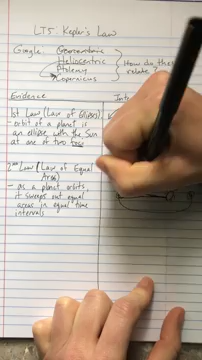 LT5: Kepler's Law
Google
Geocentric
Heliocentric
Ptolemy
Copernicus
How do these
relate
Evidence
1st Law (Law of Ellipses)
- orbit of a planet is
an ellipse with the Sun
at one of two foci
2nd Law (Law of Equal
Areas)
- as a planet orbits,
it sweeps out equal
areas in equal time
intervals